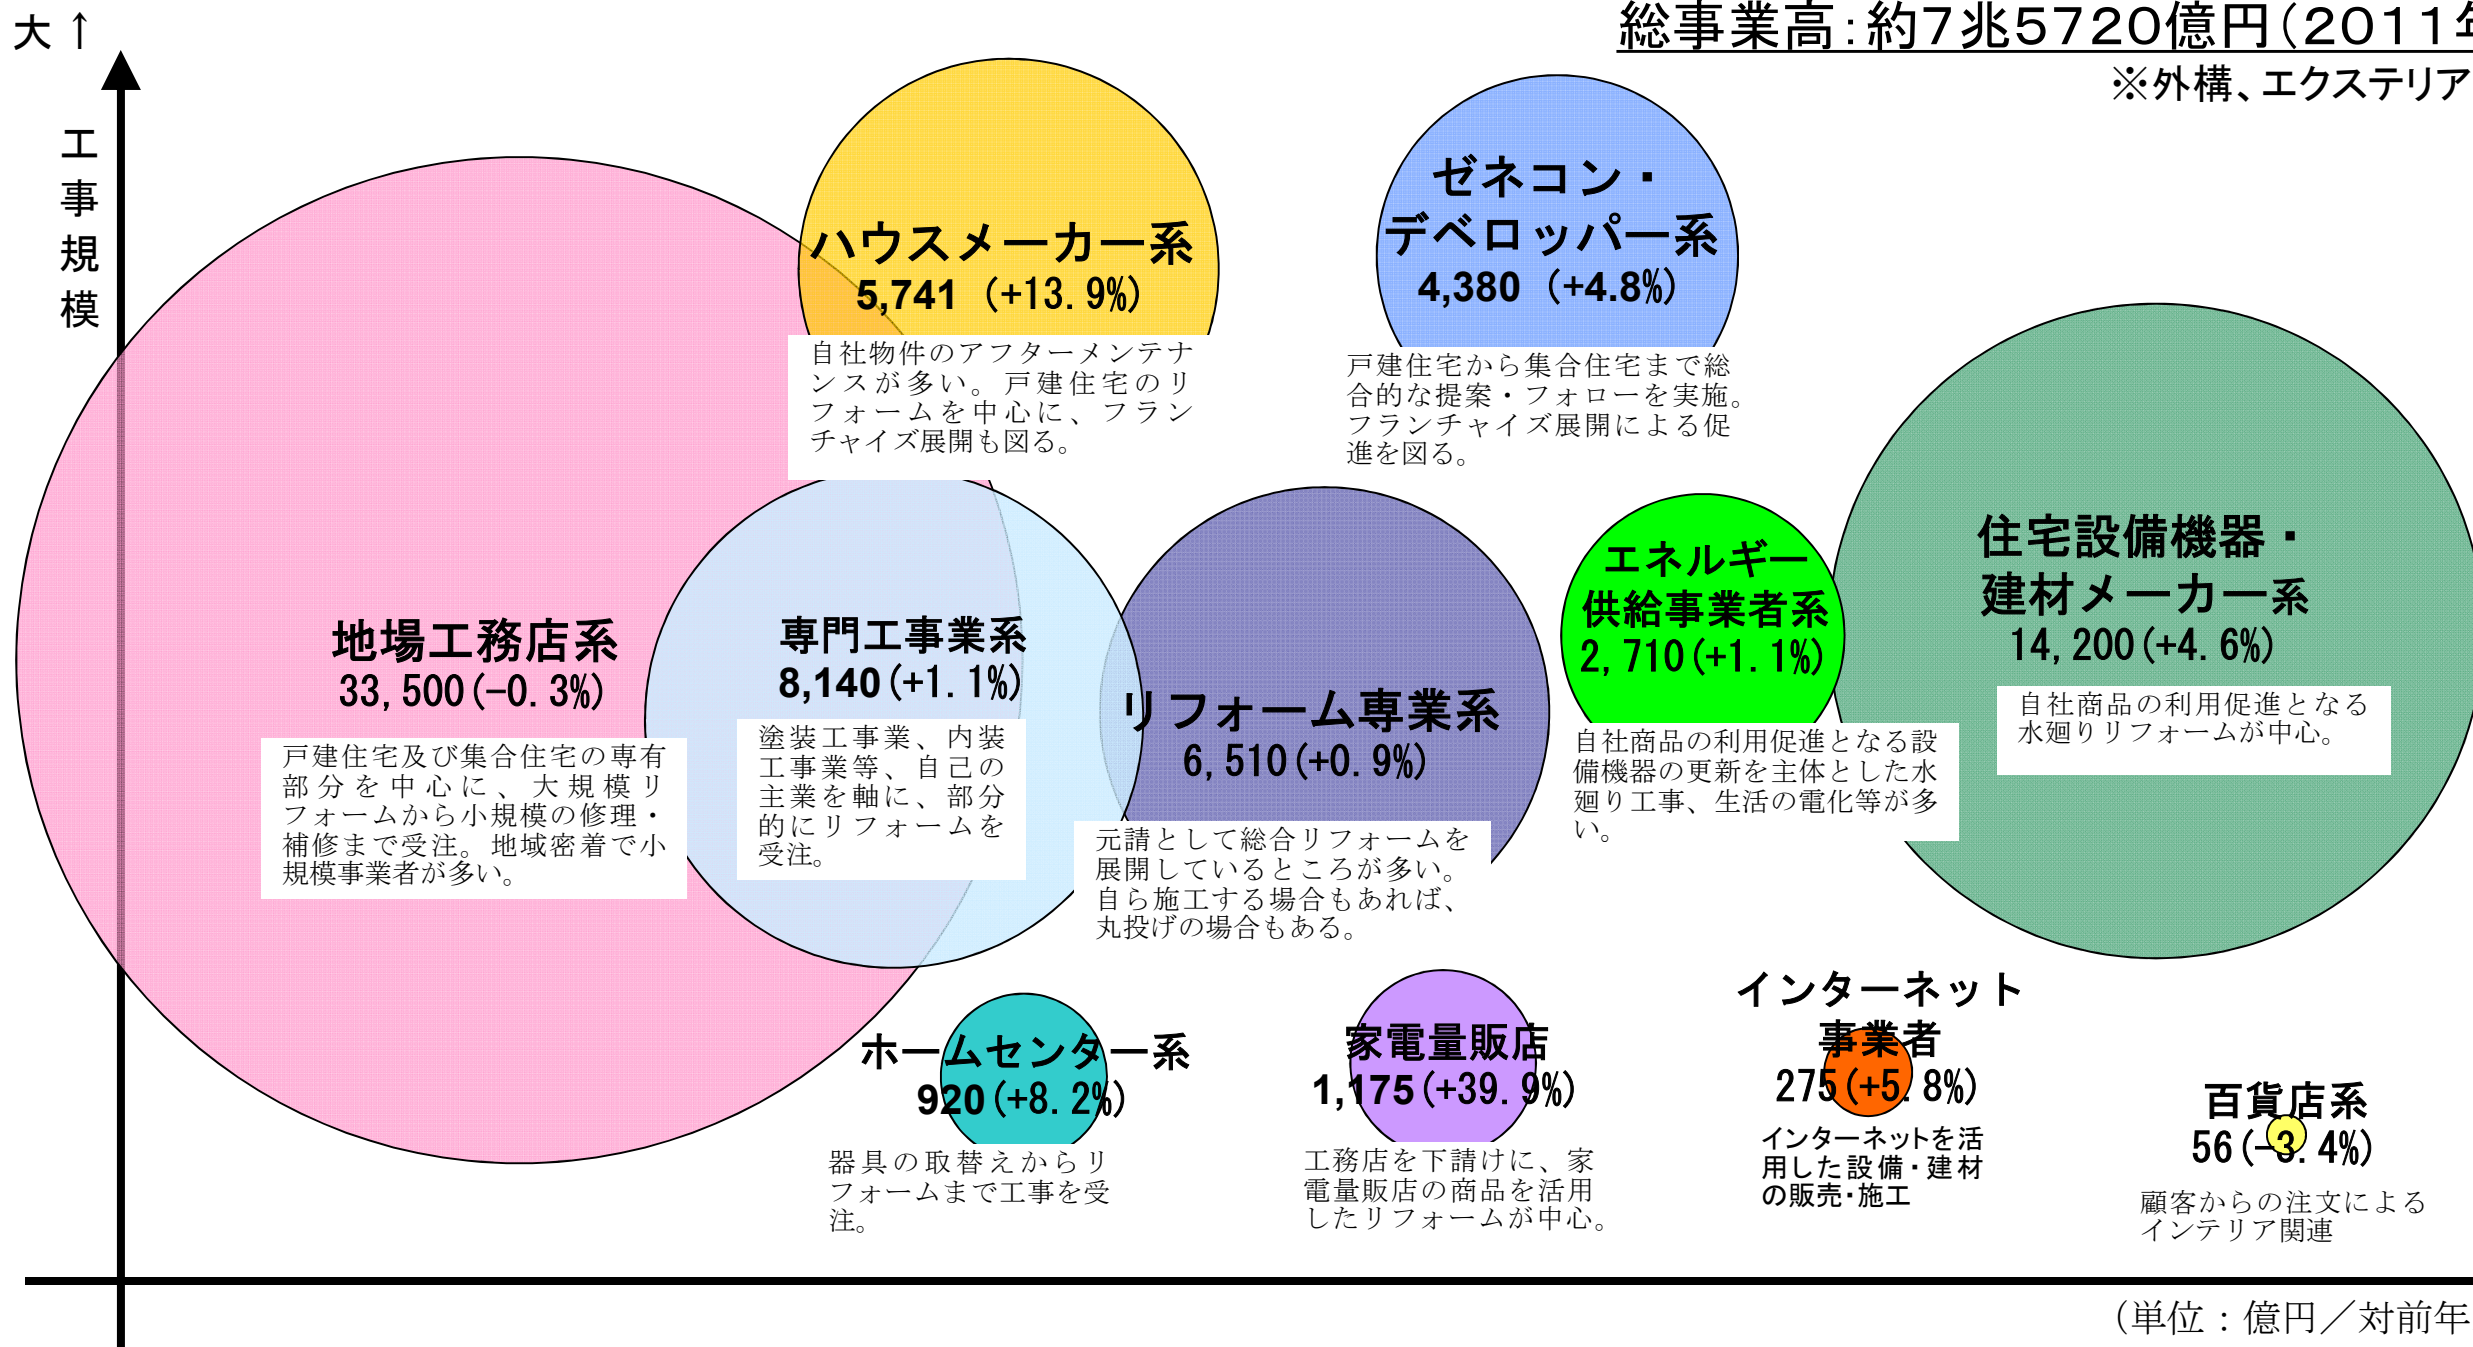 大↑
総事業高:約7兆5720億円(2011年
※外構、エクステリア
工
事
規
模
ハウスメーカー系
5,741 (+13.9%)
自社物件のアフターメンテナ
ンスが多い。戸建住宅のリ
フォームを中心に、フラン
チャイズ展開も図る。
ゼネコン・
デベロッパー系
4,380 (+4.8%)
戸建住宅から集合住宅まで総
合的な提案・フォローを実施。
フランチャイズ展開による促
進を図る。
地場工務店系
33,500(-0.3%)
戸建住宅及び集合住宅の専有
部分を中心に、大規模リ
フォームから小規模の修理・
補修まで受注。地域密着で小
規模事業者が多い。
専門工事業系
8,140(+1.1%)
塗装工事業、内装
工事業等、自己の
主業を軸に、部分
的にリフォームを
受注。
リフォーム専業系
6,510(+0.9%)
元請として総合リフォームを
展開しているところが多い。
自ら施工する場合もあれば、
丸投げの場合もある。
エネルギー
供給事業者系
2,710(+1.1%)
自社商品の利用促進となる設
備機器の更新を主体とした水
廻り工事、生活の電化等が多
い。
住宅設備機器・
建材メーカー系
14,200(+4.6%)
自社商品の利用促進となる
水廻りリフォームが中心。
ホームセンター系
920(+8.2%)
器具の取替えからリ
フォームまで工事を受
注。
家電量販店
1,175(+39.9%)
工務店を下請けに、家
電量販店の商品を活用
したリフォームが中心。
インターネット
事業者
275(+5.8%)
インターネットを活
用した設備・建材
の販売・施工
百貨店系
56(-3.4%)
顧客からの注文による
インテリア関連
(単位:億円/対前年